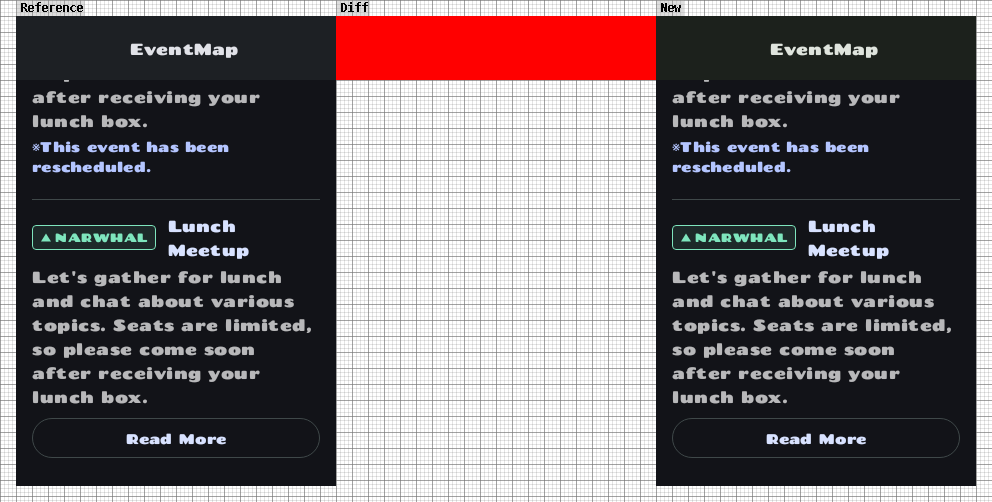 Reference
Diff
New
EventMap
after receiving your
lunch box.
※This event has been
rescheduled.
▲NARWHAL
Lunch
Meetup
Let's gather for lunch
and chat about various
topics. Seats are limited,
so please come soon
after receiving your
lunch box.
Read More
EventMap
after receiving your
lunch box.
※This event has been
rescheduled.
▲NARWHAL
Lunch
Meetup
Let's gather for lunch
and chat about various
topics. Seats are limited,
so please come soon
after receiving your
lunch box.
Read More